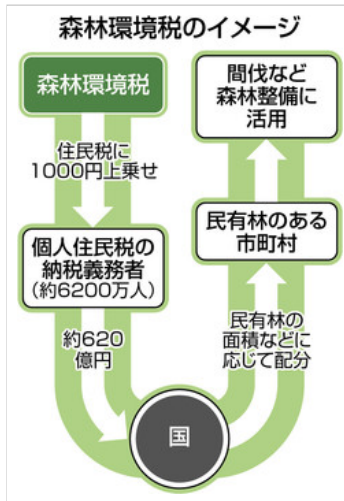 森林環境税のイメージ
森林環境税
住民税に
1000円上乗せ
個人住民税の
納税義務者
（約6200万人）
約620
億円
国
民有林の
面積などに
応じて配分
民有林のある
市町村
間伐など
森林整備に
活用